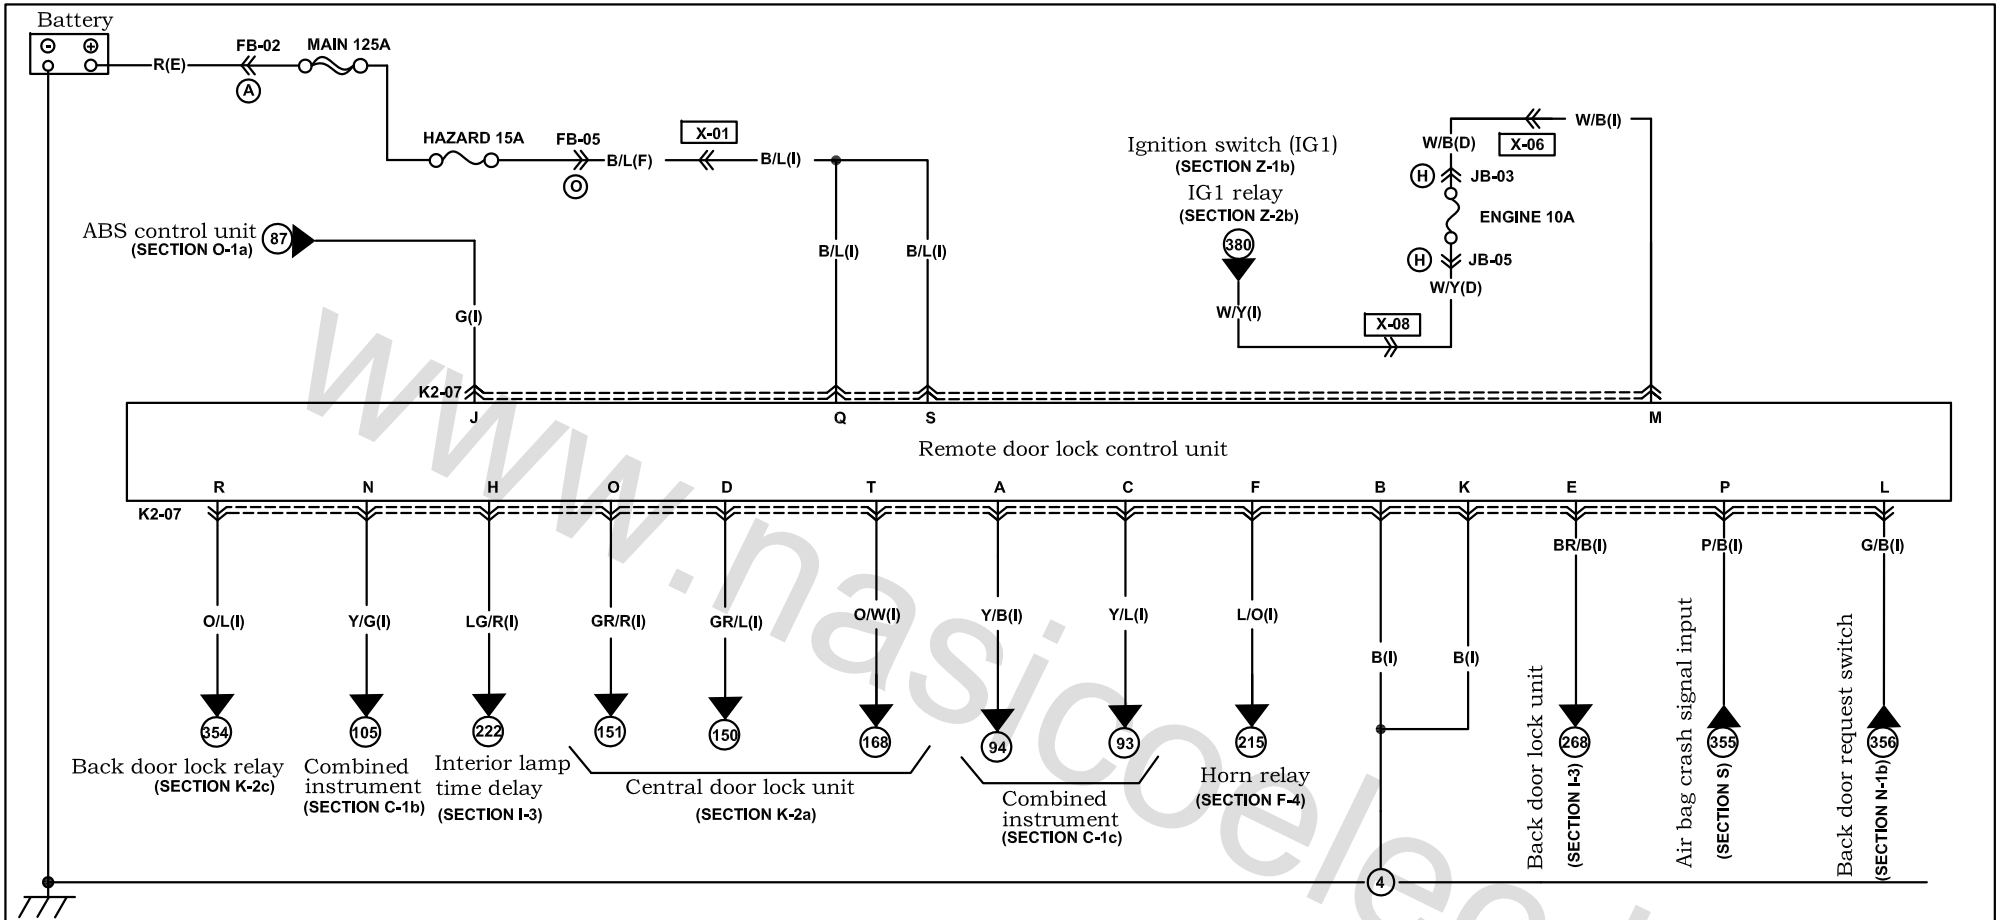 Battery
FB-02
MAIN 125A
R(E)
A
HAZARD 15A
FB-05
X-01
B/L(F)
B/L(I)
O
Ignition switch (IG1)
(SECTION Z-1b)
IG1 relay
(SECTION Z-2b)
380
W/Y(I)
W/B(I)
W/B(D)
X-06
H
JB-03
ENGINE 10A
H
JB-05
W/Y(D)
X-08
ABS control unit
(SECTION O-1a)
87
G(I)
B/L(I)
B/L(I)
K2-07
J
Q
S
M
Remote door lock control unit
R
N
H
O
D
T
A
C
F
B
K
E
P
L
K2-07
BR/B(I)
P/B(I)
G/B(I)
O/L(I)
Y/G(I)
LG/R(I)
GR/R(I)
GR/L(I)
O/W(I)
Y/B(I)
Y/L(I)
L/O(I)
B(I)
B(I)
354
105
222
151
150
168
94
93
215
268
355
356
Back door lock relay
(SECTION K-2c)
Combined
instrument
(SECTION C-1b)
Interior lamp
time delay
(SECTION I-3)
Central door lock unit
(SECTION K-2a)
Combined
instrument
(SECTION C-1c)
Horn relay
(SECTION F-4)
Back door lock unit
(SECTION I-3)
Air bag crash signal input
(SECTION S)
Back door request switch
(SECTION N-1b)
4
www.nasicoelec